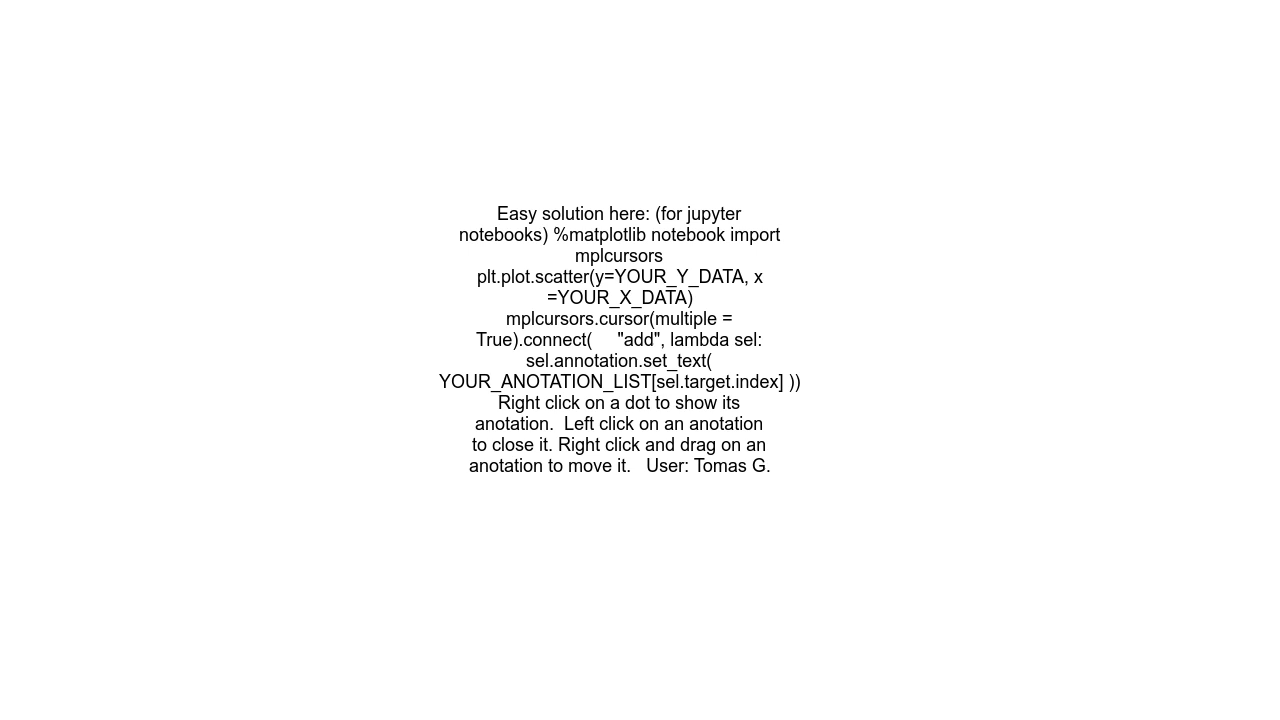 Easy solution here: (for jupyter
notebooks) %matplotlib notebook import
mplcursors
plt.plot.scatter(y=YOUR_Y_DATA, x
=YOUR_X_DATA)
mplcursors.cursor(multiple =
True).connect(     "add", lambda sel:
sel.annotation.set_text(
YOUR_ANOTATION_LIST[sel.target.index] ))
Right click on a dot to show its
anotation.  Left click on an anotation
to close it. Right click and drag on an
anotation to move it.   User: Tomas G.